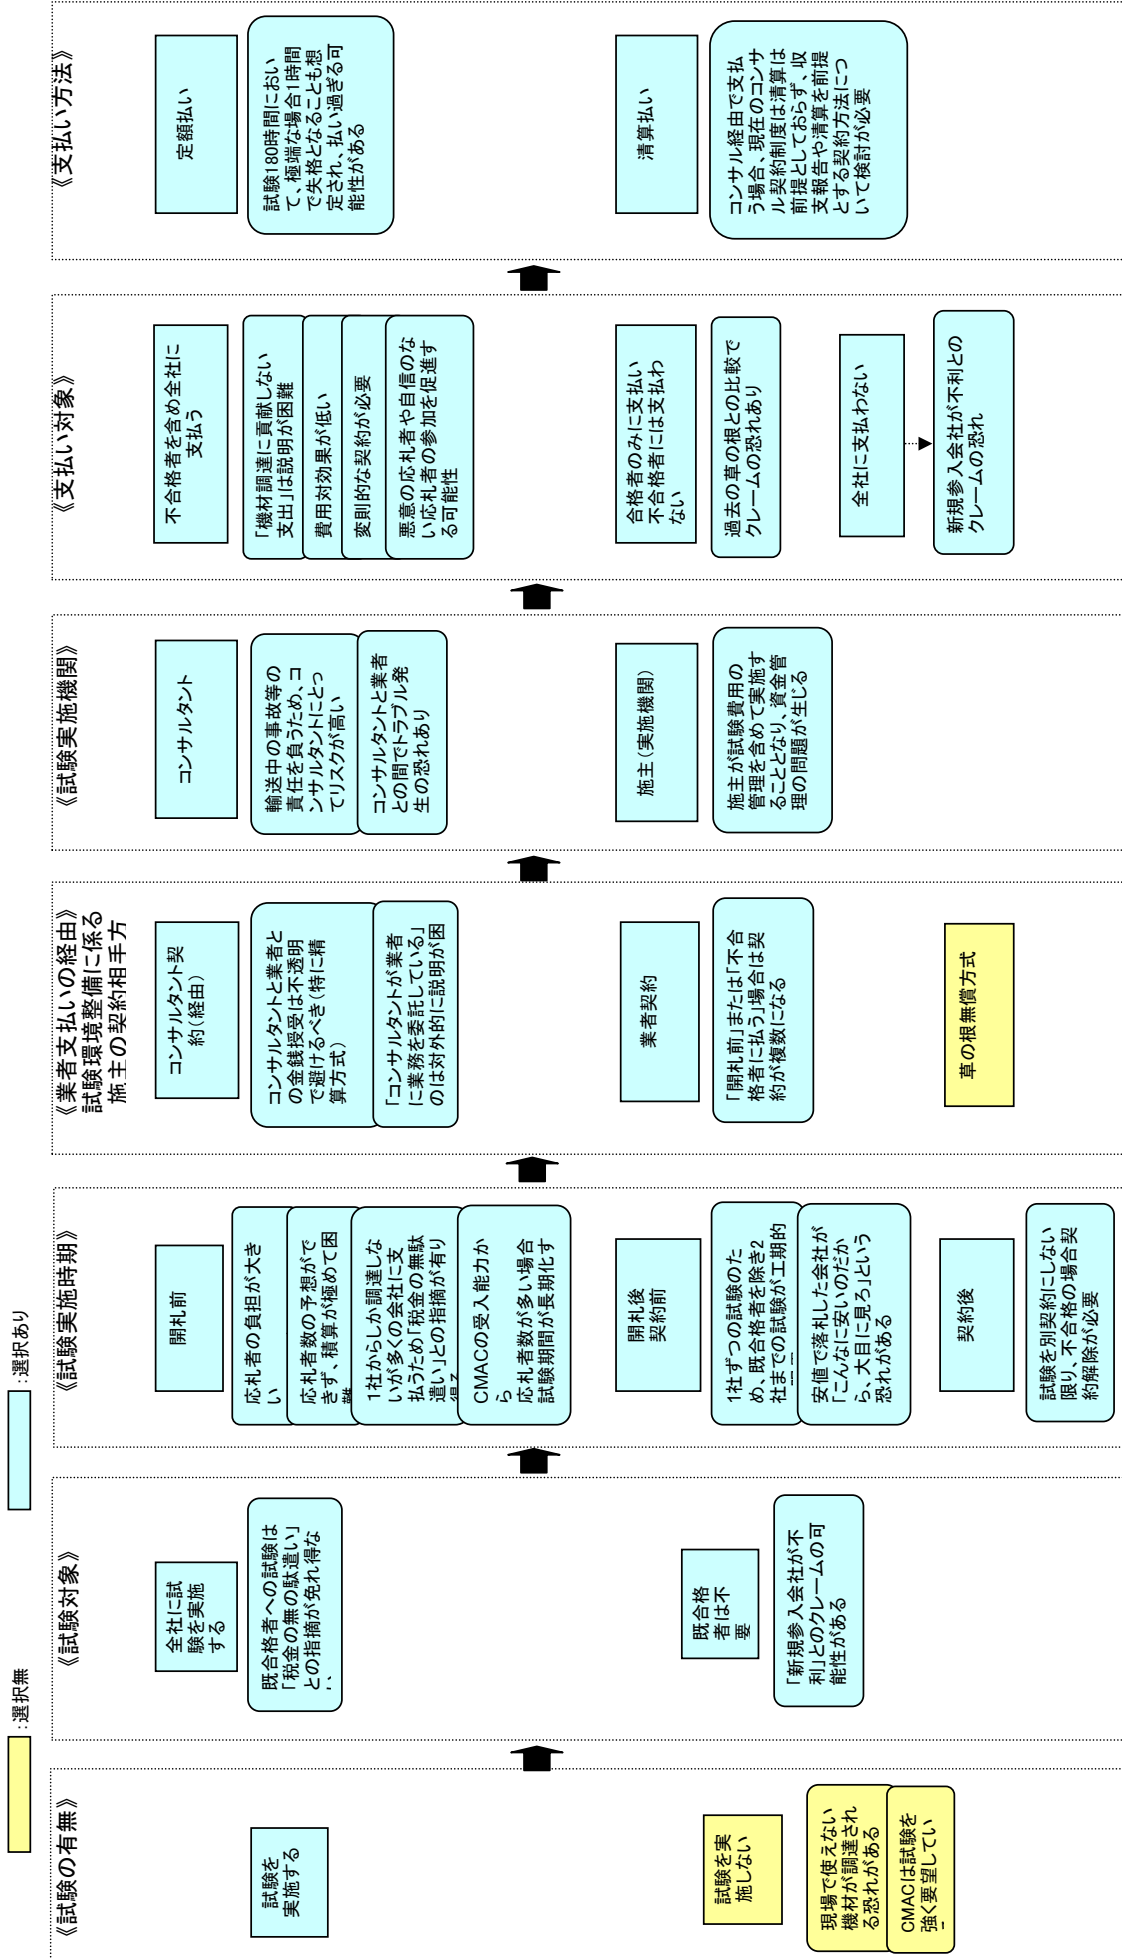 ：選択無
：選択あり
《試験の有無》
試験を
実施する
試験を実
施しない
現場で使えない
機材が調達され
る恐れがある
CMACは試験を
強く要望してい
《試験対象》
全社に試
験を実施
する
既合格者への試験は
「税金の無の駄遣い」
との指摘が免れ得な
既合格
者は不
要
「新規参入会社が不
利」とのクレームの可
能性がある
《試験実施時期》
開札前
応札者の負担が大き
い
応札者数の予想がで
きず、積算が極めて困
1社からしか調達しな
いが多くの会社に支
払うため「税金の無駄
遣い」との指摘が有り
CMACの受入能力か
ら
応札者数が多い場合
試験期間が長期化す
開札後
契約前
1社ずつの試験のた
め、既合格者を除き2
社までの試験が工期的
安値で落札した会社が
「こんなに安いのだか
ら、大目に見ろ」という
恐れがある
契約後
試験を別契約にしない
限り、不合格の場合契
約解除が必要
《業者支払いの経由》
試験環境整備に係る
施主の契約相手方
コンサルタント契
約（経由）
コンサルタントと業者と
の金銭授受は不透明
で避けるべき（特に精
算方式）
「コンサルタントが業者
に業務を委託している」
のは対外的に説明が困
業者契約
「開札前」または「不合
格者に払う」場合は契
約が複数になる
草の根無償方式
《試験実施機関》
コンサルタント
輸送中の事故等の
責任を負うため、コ
ンサルタントにとっ
てリスクが高い
コンサルタントと業者
との間でトラブル発
生の恐れあり
施主（実施機関）
施主が試験費用の
管理を含めて実施す
ることとなり、資金管
理の問題が生じる
《支払い対象》
不合格者を含め全社に
支払う
「機材調達に貢献しない
支出」は説明が困難
費用対効果が低い
変則的な契約が必要
悪意の応札者や自信のな
い応札者の参加を促進す
る可能性
合格者のみに支払い
不合格者には支払わ
ない
過去の草の根との比較で
クレームの恐れあり
全社に支払わない
新規参入会社が不利との
クレームの恐れ
《支払い方法》
定額払い
試験180時間におい
て、極端な場合1時間
で失格となることも想
定され、払い過ぎる可
能性がある
清算払い
コンサル経由で支払
う場合、現在のコンサ
ル契約制度は清算は
前提としておらず、収
支報告や清算を前提
とする契約方法につ
いて検討が必要